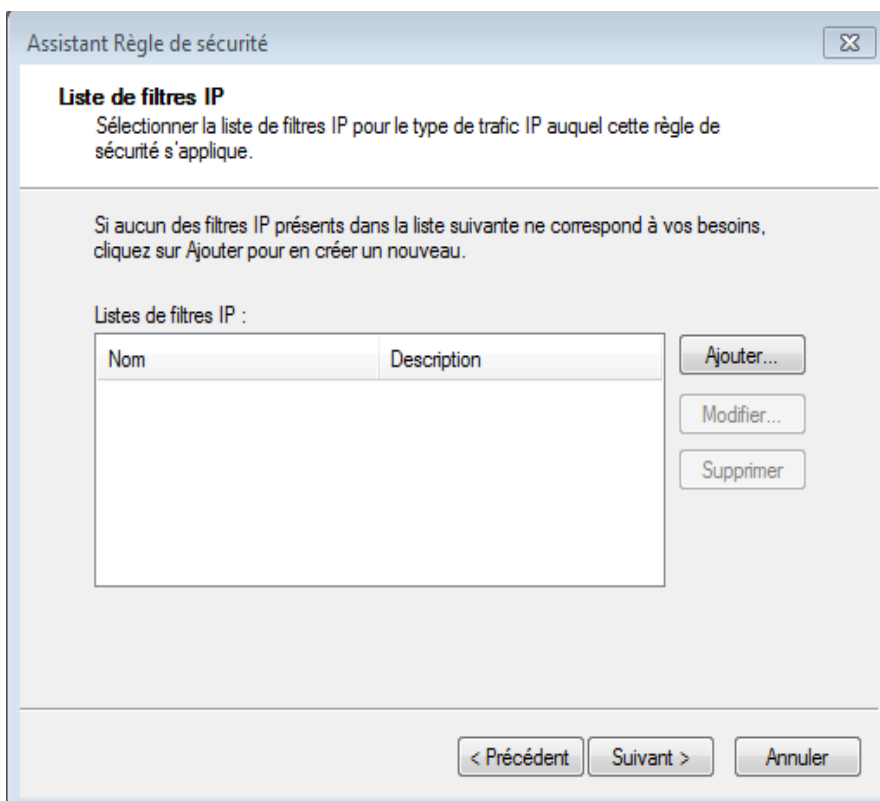 Assistant Règle de sécurité
Liste de filtres IP
Sélectionner la liste de filtres IP pour le type de trafic IP auquel cette règle de
sécurité s'applique.
Si aucun des filtres IP présents dans la liste suivante ne correspond à vos besoins,
cliquez sur Ajouter pour en créer un nouveau.
Listes de filtres IP :
Nom Description
Ajouter...
Modifier...
Supprimer
< Précédent Suivant > Annuler